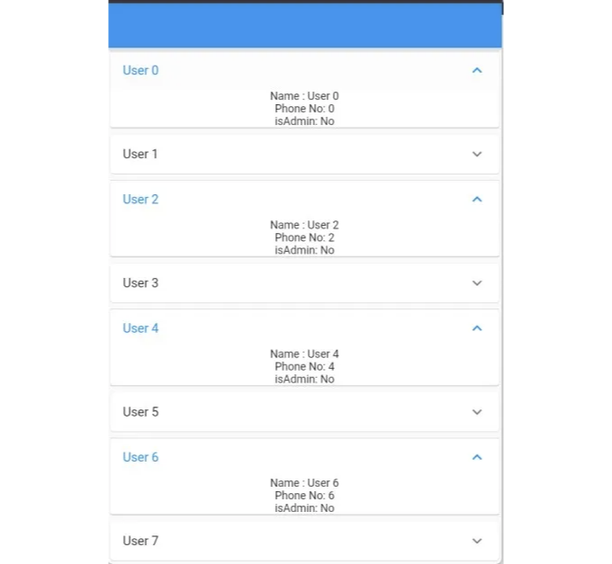 User 0
Name : User 0
Phone No: 0
isAdmin: No
User 1
User 2
Name : User 2
Phone No: 2
isAdmin: No
User 3
User 4
Name : User 4
Phone No: 4
isAdmin: No
User 5
User 6
Name : User 6
Phone No: 6
isAdmin: No
User 7